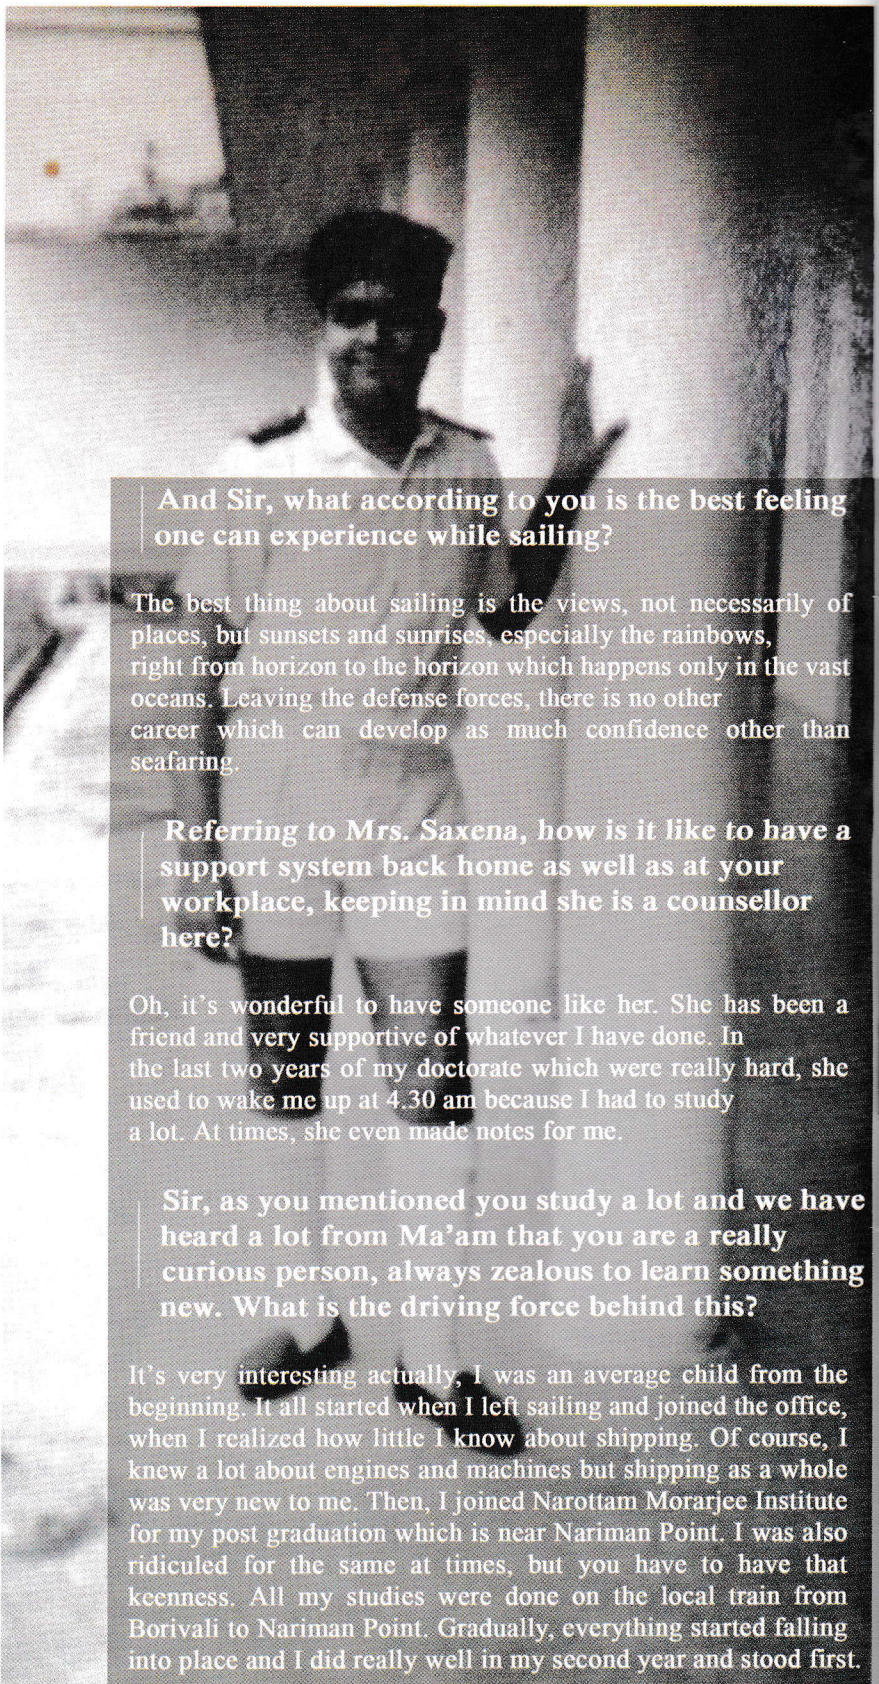 And Sir, what according to you is the best feeling
one can experience while sailing?
The best thing about sailing is the views, not necessarily of
places, but sunsets and sunrises, especially the rainbows,
right from horizon to the horizon which happens only in the vast
oceans. Leaving the defense forces, there is no other
career which can develop as much confidence other than
seafaring.
Referring to Mrs. Saxena, how is it like to have a
support system back home as well as at your
workplace, keeping in mind she is a counsellor
here?
Oh, it's wonderful to have someone like her. She has been a
friend and very supportive of whatever I have done. In
the last two years of my doctorate which were really hard, she
used to wake me up at 4.30 am because I had to study
a lot. At times, she even made notes for me.
Sir, as you mentioned you study a lot and we have
heard a lot from Ma'am that you are a really
curious person, always zealous to learn something
new. What is the driving force behind this?
It's very interesting actually, I was an average child from the
beginning. It all started when I left sailing and joined the office,
when I realized how little I know about shipping. Of course, I
knew a lot about engines and machines but shipping as a whole
was very new to me. Then, I joined Narottam Morarjee Institute
for my post graduation which is near Nariman Point. I was also
ridiculed for the same at times, but you have to have that
keenness. All my studies were done on the local train from
Borivali to Nariman Point. Gradually, everything started falling
into place and I did really well in my second year and stood first.